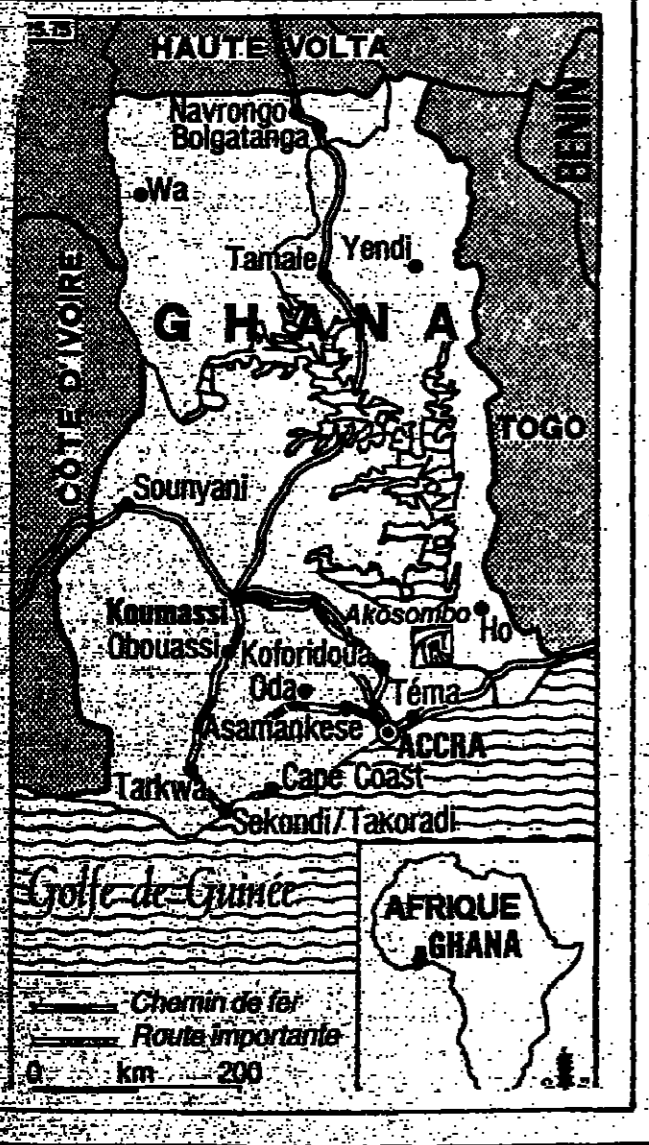 HAUTE VOLTA
BENIN
Navrongo
Bolgatanga
Wa
Tamale
Yendi
GHANA
CÔTE D'IVOIRE
TOGO
Sounyani
Koumassi
Akosombo
Ho
Obouassi
Koforidoua
Oda
Téma
Asamankese
ACCRA
Tarkwa
Cape Coast
Sekondi/Takoradi
Golfe de Guinée
AFRIQUE
GHANA
Chemin de fer
Route importante
0 km 200